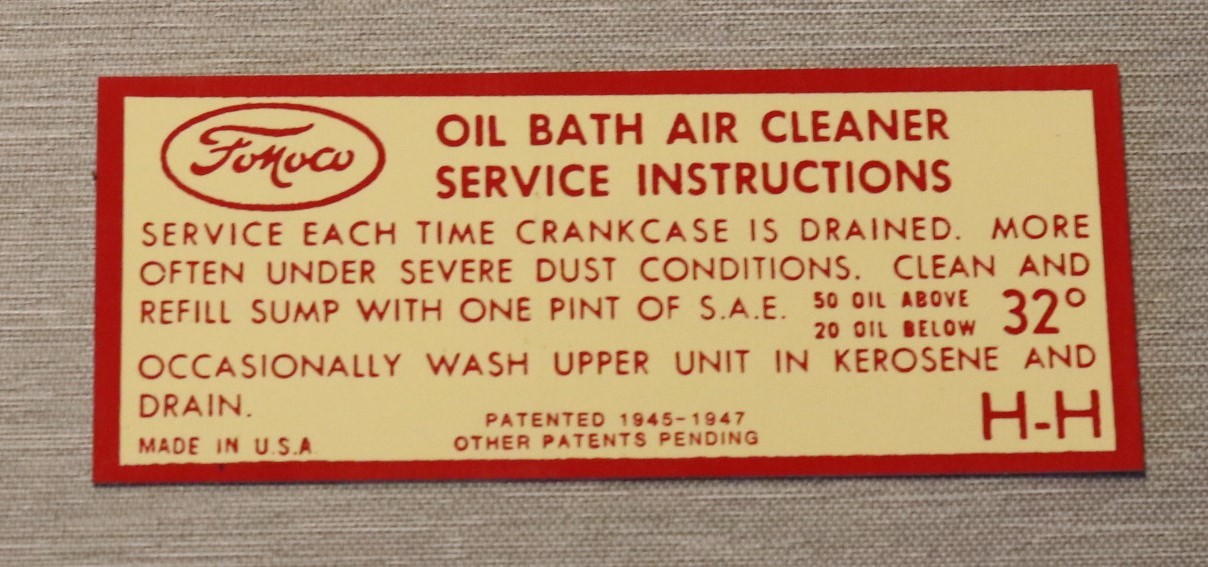 FoMoCo
OIL BATH AIR CLEANER
SERVICE INSTRUCTIONS
SERVICE EACH TIME CRANKCASE IS DRAINED. MORE
OFTEN UNDER SEVERE DUST CONDITIONS. CLEAN AND
REFILL SUMP WITH ONE PINT OF S.A.E. 50 OIL ABOVE 32°
20 OIL BELOW
OCCASIONALLY WASH UPPER UNIT IN KEROSENE AND
DRAIN.
PATENTED 1945-1947
MADE IN U.S.A. OTHER PATENTS PENDING
H-H